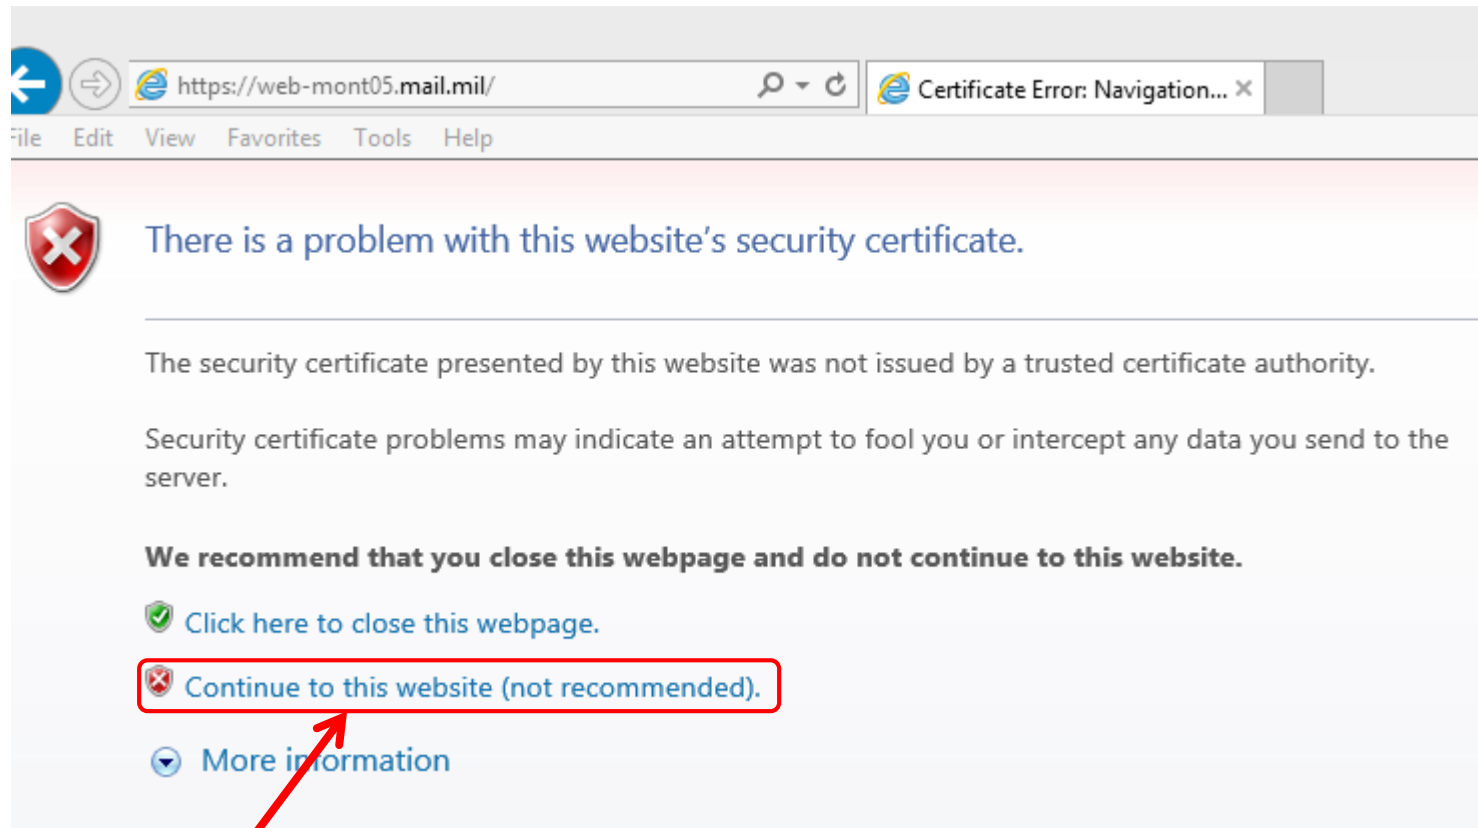 https://web-mont05.mail.mil/
Certificate Error: Navigation...
File Edit View Favorites Tools Help
There is a problem with this website's security certificate.
The security certificate presented by this website was not issued by a trusted certificate authority.
Security certificate problems may indicate an attempt to fool you or intercept any data you send to the
server.
We recommend that you close this webpage and do not continue to this website.
Click here to close this webpage.
Continue to this website (not recommended).
More information